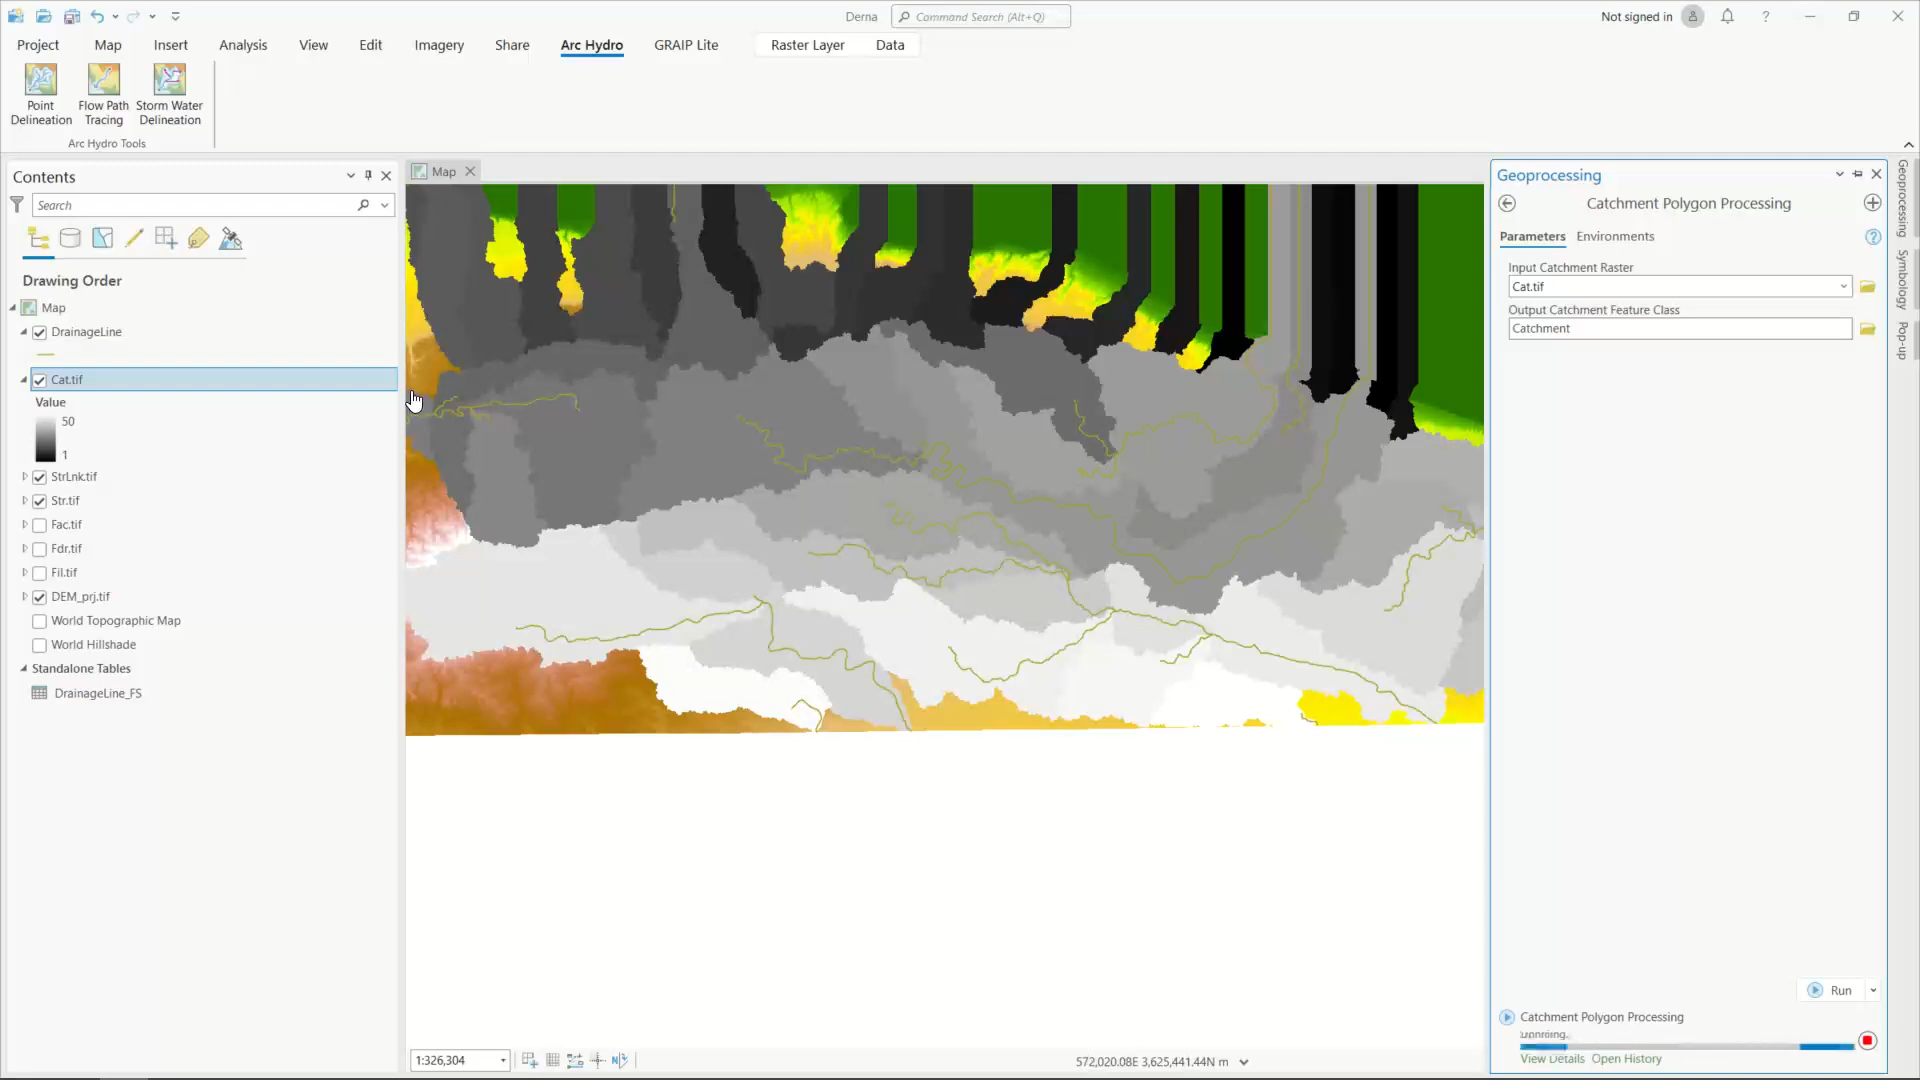 Derna
Command Search (Alt+Q)
Not signed in
Project
Map
Insert
Analysis
View
Edit
Imagery
Share
Arc Hydro
GRAIP Lite
Raster Layer
Data
Point
Delineation
Flow Path
Tracing
Storm Water
Delineation
Arc Hydro Tools
Contents
Search
Drawing Order
Map
DrainageLine
Cat.tif
Value
50
1
StrLnk.tif
Str.tif
Fac.tif
Fdr.tif
Fil.tif
DEM_prj.tif
World Topographic Map
World Hillshade
Standalone Tables
DrainageLine_FS
Map
1:326,304
572,020.08E 3,625,441.44N m
Geoprocessing
Catchment Polygon Processing
Parameters
Environments
Input Catchment Raster
Cat.tif
Output Catchment Feature Class
Catchment
Run
Catchment Polygon Processing
View Details
Open History
Geoprocessing
Symbology
Pop-up